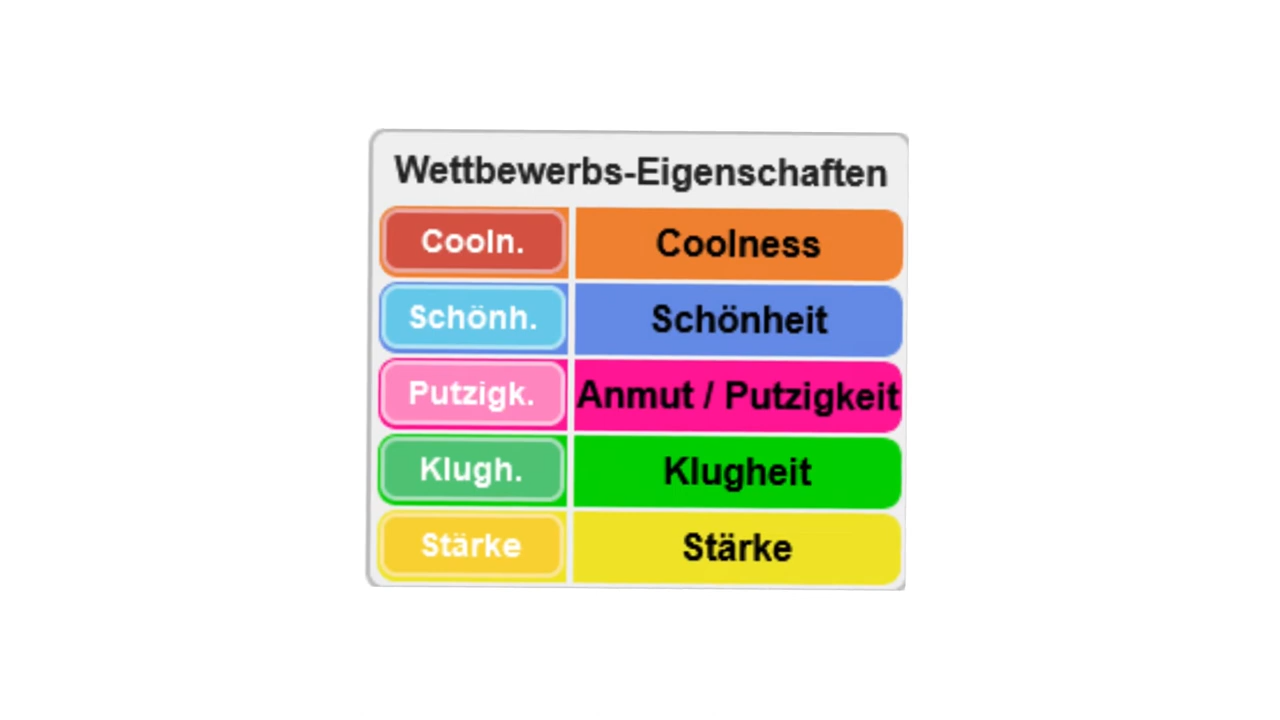 Wettbewerbs-Eigenschaften
Cooln. Coolness
Schönh. Schönheit
Putzigk. Anmut / Putzigkeit
Klugh. Klugheit
Stärke Stärke